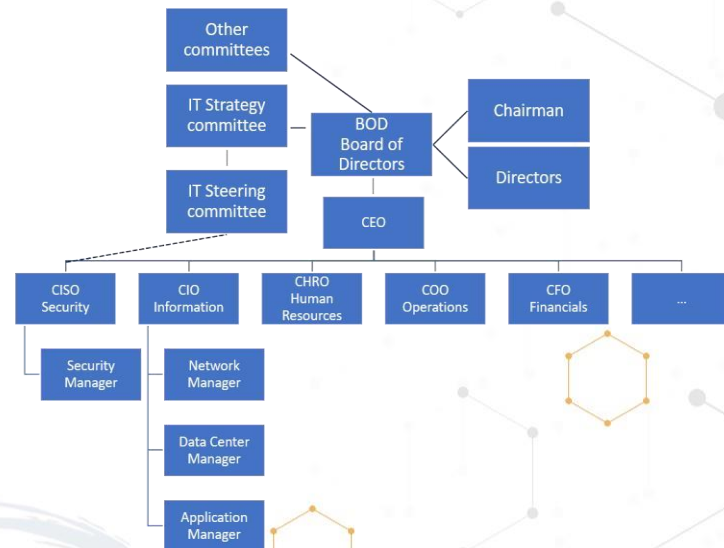 Other
committees
IT Strategy
committee
BOD
Board of
Directors
Chairman
Directors
IT Steering
committee
CEO
CISO
Security
CIO
Information
CHRO
Human
Resources
COO
Operations
CFO
Financials
...
Security
Manager
Network
Manager
Data Center
Manager
Application
Manager